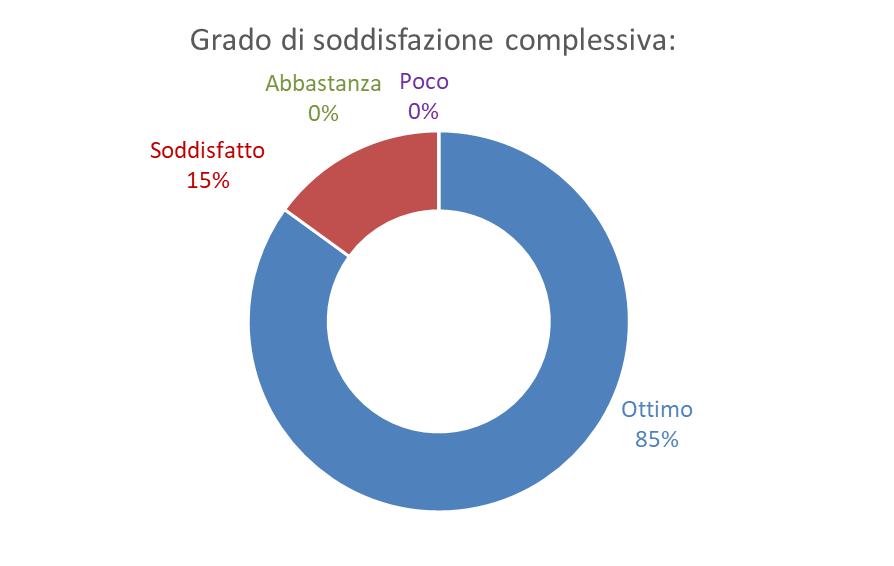 Grado di soddisfazione complessiva:
Abbastanza
0%
Poco
0%
Soddisfatto
15%
Ottimo
85%